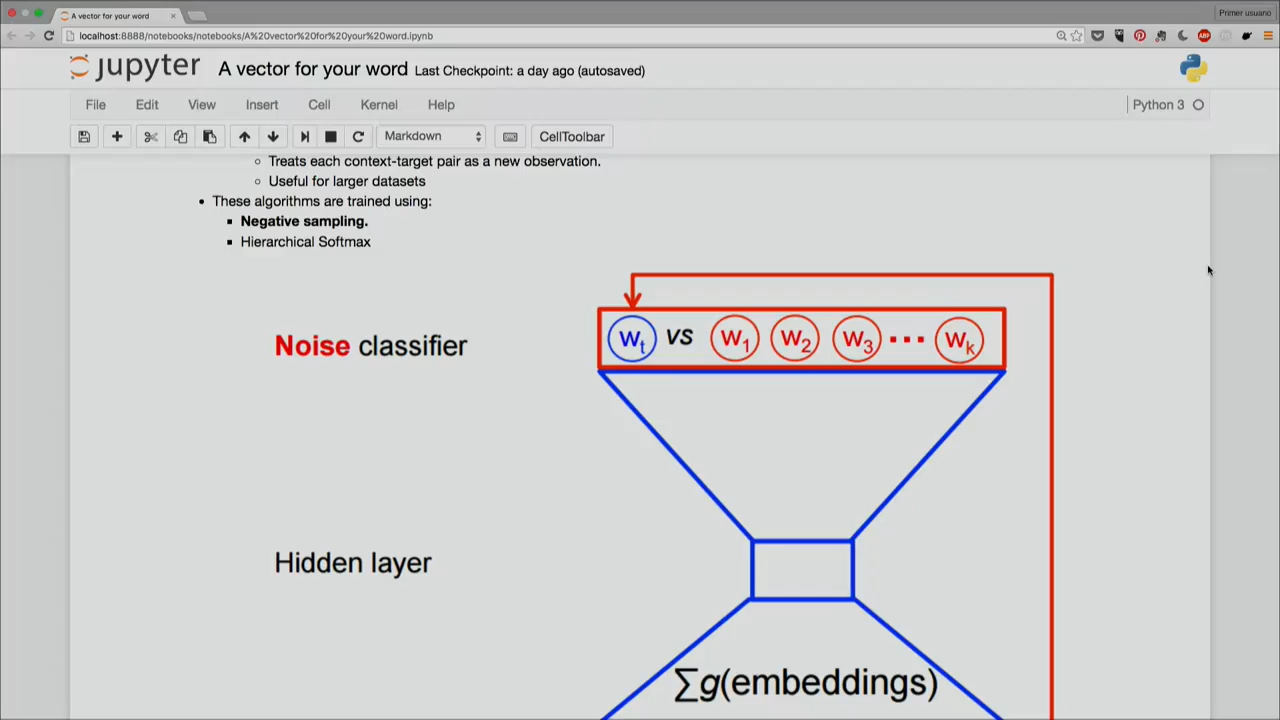 A vector for your word
Primer usuario
localhost:8888/notebooks/notebooks/A%20vector%20for%20your%20word.ipynb
ABP
jupyter A vector for your word Last Checkpoint: a day ago (autosaved)
File Edit View Insert Cell Kernel Help Python 3
Markdown CellToolbar
Treats each context-target pair as a new observation.
Useful for larger datasets
These algorithms are trained using:
Negative sampling.
Hierarchical Softmax
Noise classifier
wt vs w1 w2 w3 ... wk
Hidden layer
∑g(embeddings)